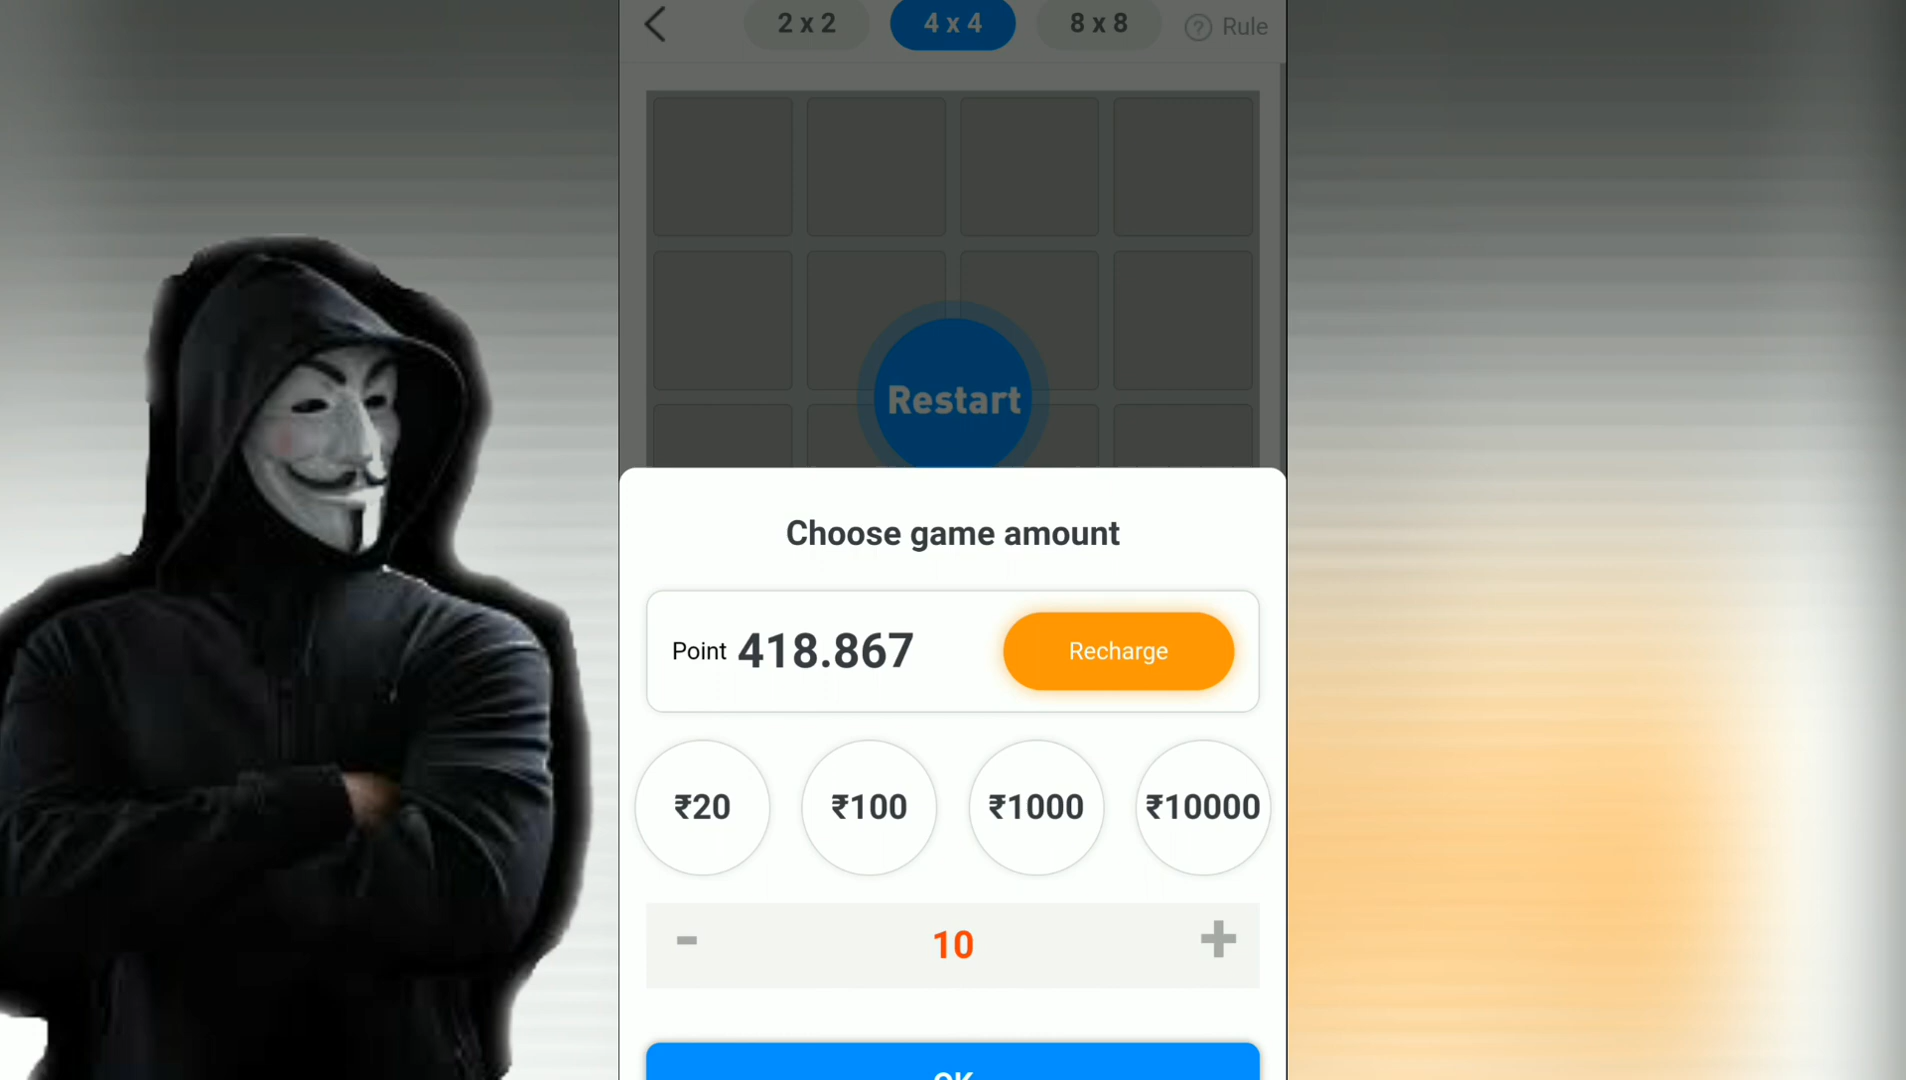 2 x 2 4 x 4 8 x 8 ? Rule
Restart
Choose game amount
Point 418.867 Recharge
₹20 ₹100 ₹1000 ₹10000
- 10 +
OK